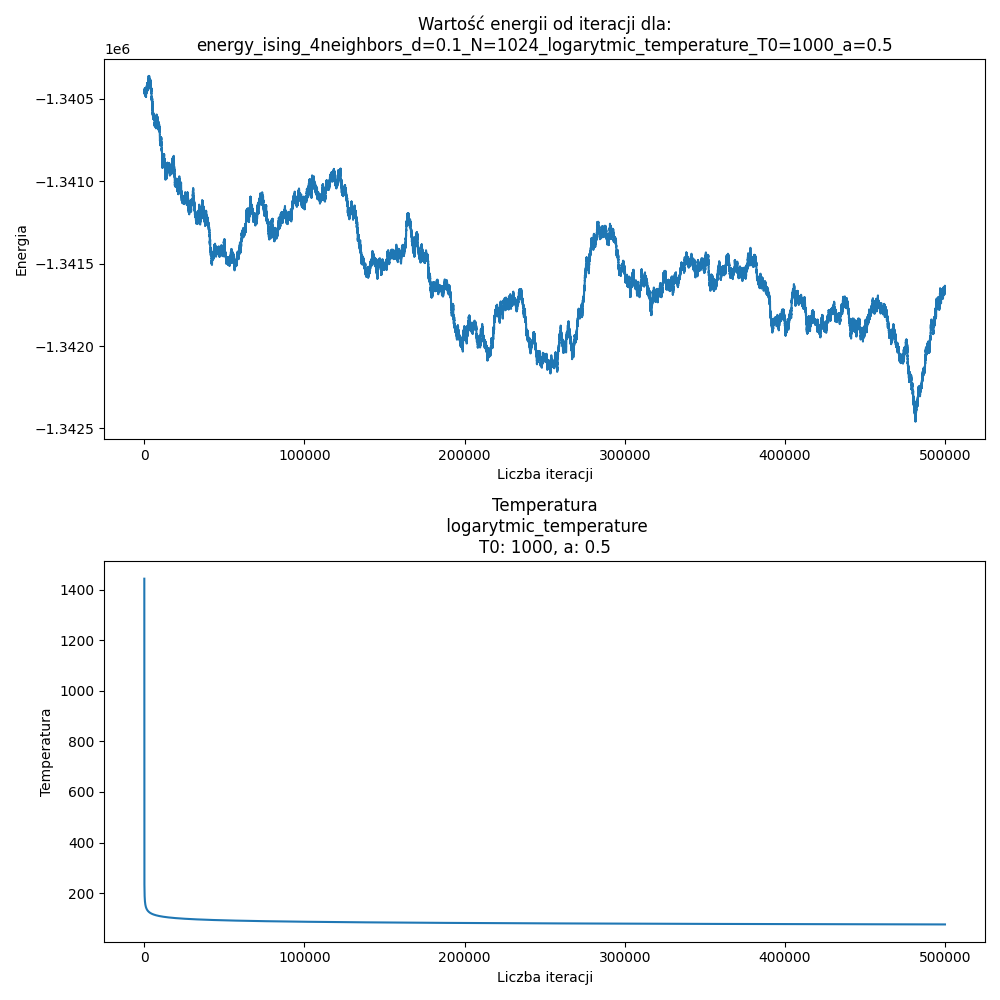 Wartość energii od iteracji dla:
energy_ising_4neighbors_d=0.1_N=1024_logarytmic_temperature_T0=1000_a=0.5
1e6
−1.3405
−1.3410
−1.3415
−1.3420
−1.3425
Energia
0 100000 200000 300000 400000 500000
Liczba iteracji
Temperatura
logarytmic_temperature
T0: 1000, a: 0.5
1400
1200
1000
800
600
400
200
Temperatura
0 100000 200000 300000 400000 500000
Liczba iteracji